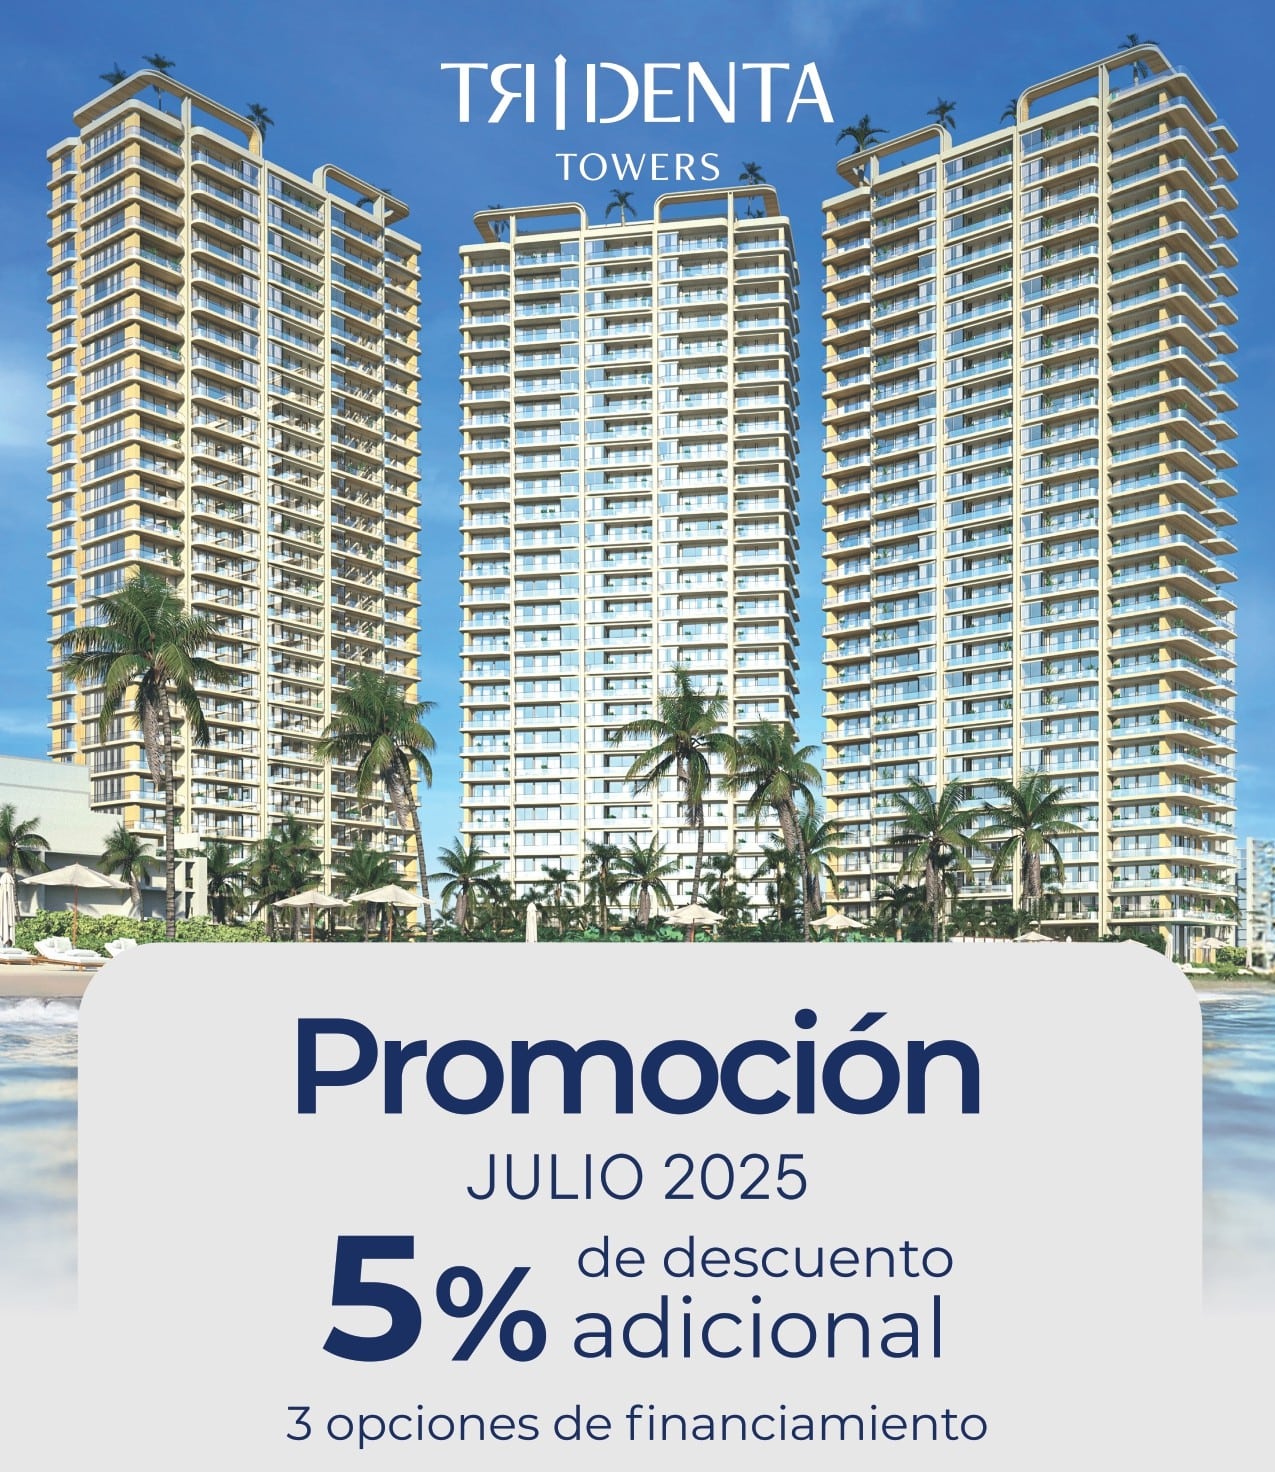 TRIDENTA
TOWERS
Promoción
JULIO 2025
5% de descuento
adicional
3 opciones de financiamiento